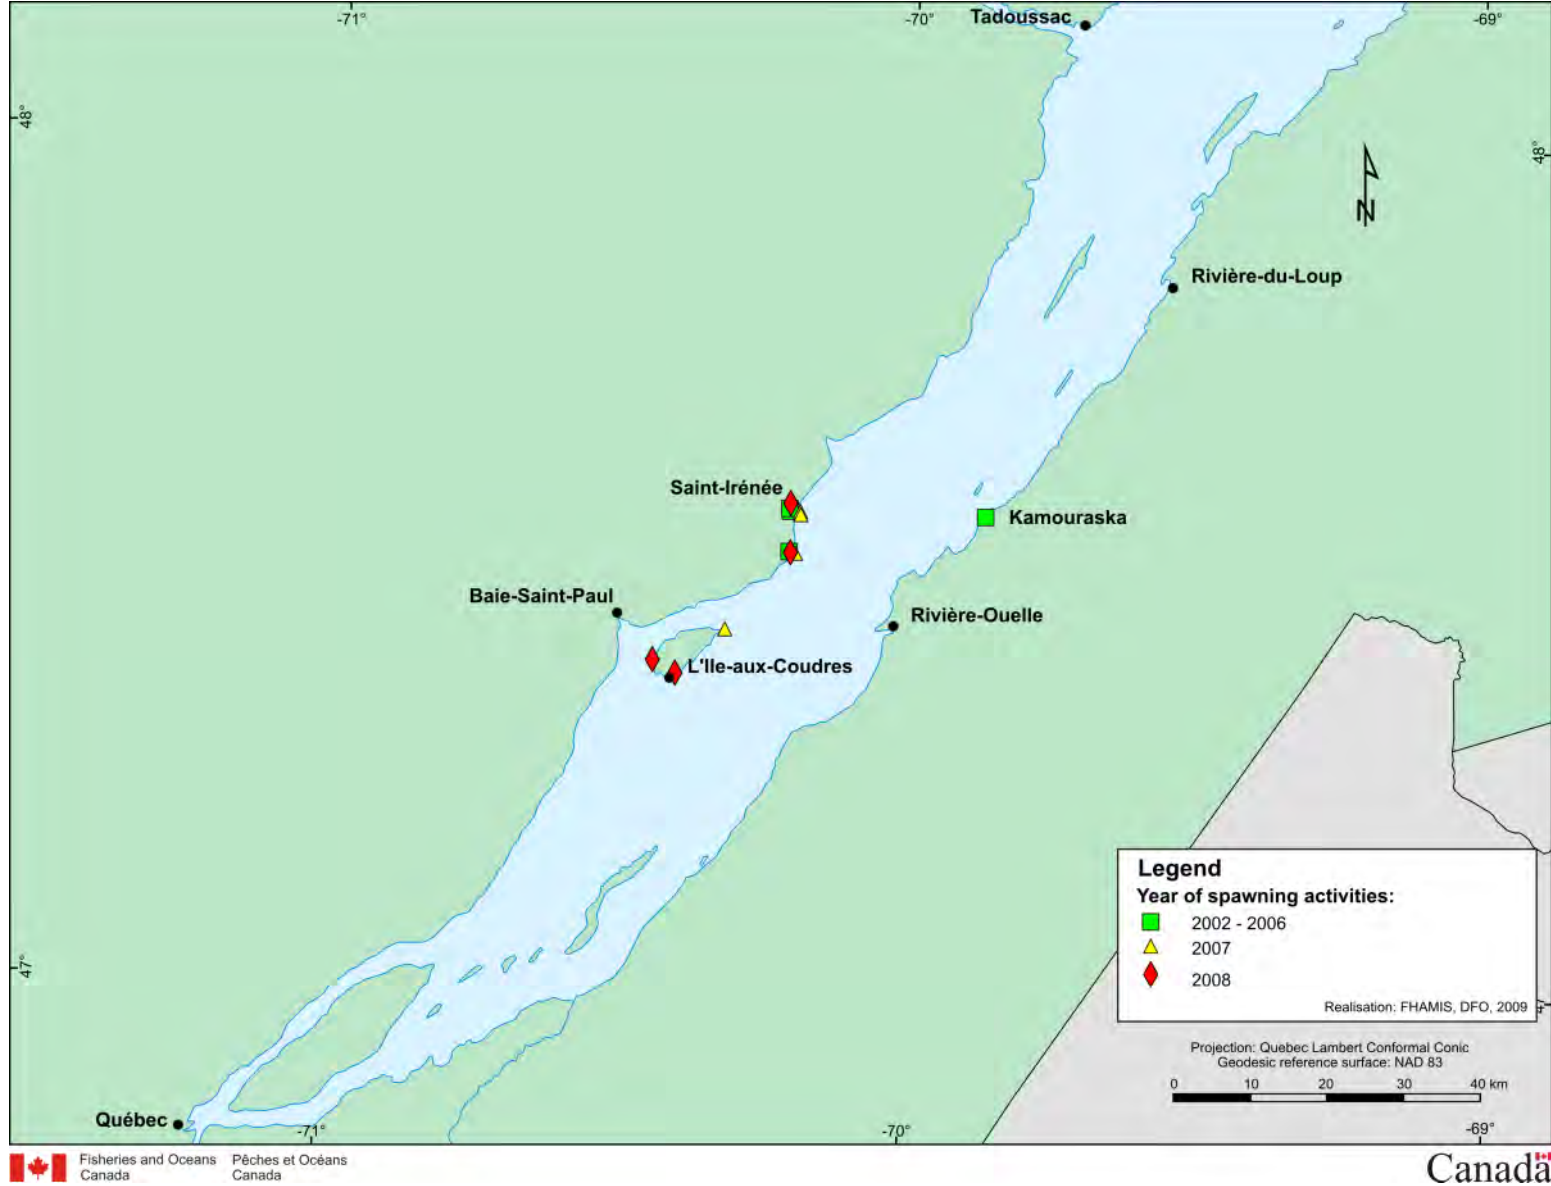 -71°
-70°
-69°
Tadoussac
48°
48°
N
Rivière-du-Loup
Saint-Irénée
Kamouraska
Baie-Saint-Paul
Rivière-Ouelle
L'Ile-aux-Coudres
Legend
Year of spawning activities:
2002 - 2006
2007
2008
Realisation: FHAMIS, DFO, 2009
47°
Projection: Quebec Lambert Conformal Conic
Geodesic reference surface: NAD 83
0 10 20 30 40 km
Québec
-71°
-70°
-69°
Fisheries and Oceans Pêches et Océans
Canada Canada
Canada